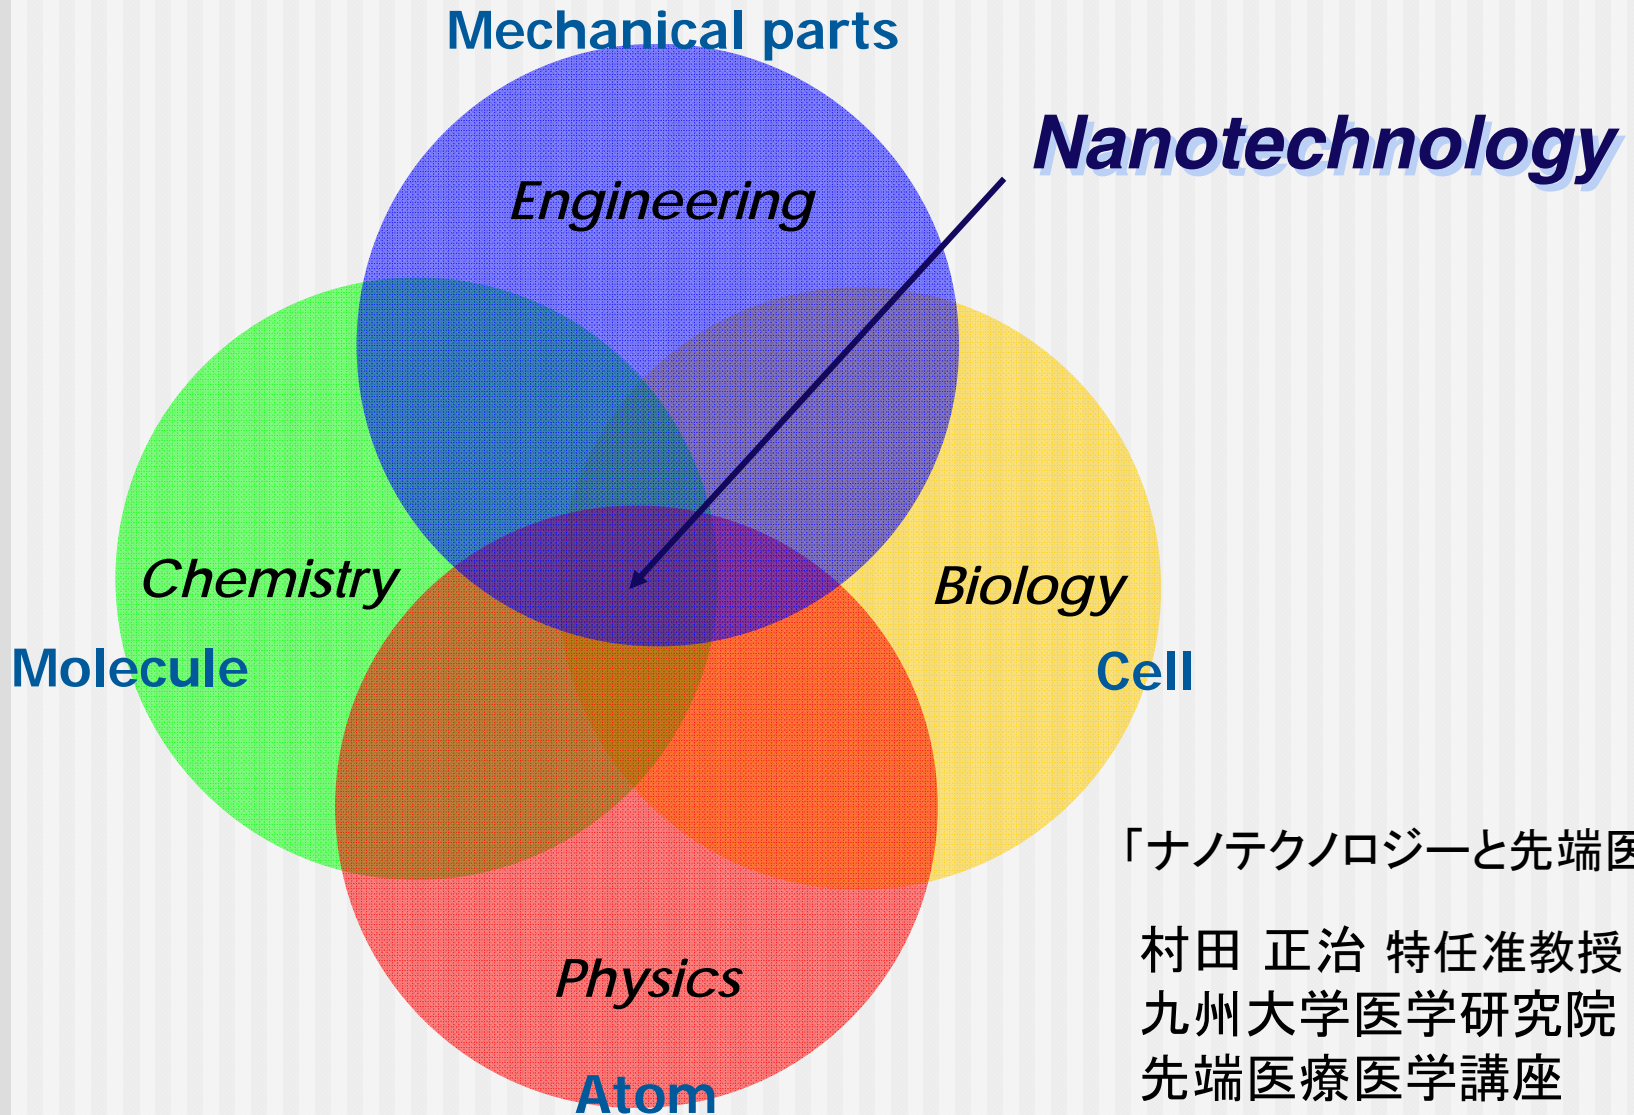 Mechanical parts
Nanotechnology
Engineering
Chemistry
Biology
Molecule
Cell
「ナノテクノロジーと先端医
村田 正治 特任准教授
九州大学医学研究院
先端医療医学講座
Physics
Atom